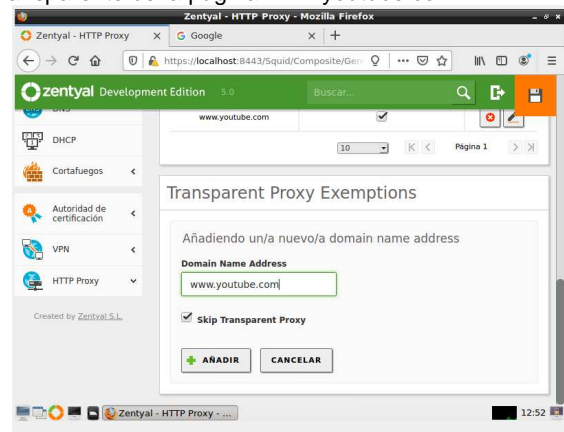 Zentyal - HTTP Proxy - Mozilla Firefox
Zentyal - HTTP Proxy
Google
https://localhost:8443/Squid/Composite/Gen
zentyal Development Edition 5.0
Buscar...
www.youtube.com
DHCP
10
Página 1
Cortafuegos
Transparent Proxy Exemptions
Autoridad de
certificación
Añadiendo un/a nuevo/a domain name address
VPN
Domain Name Address
www.youtube.com
HTTP Proxy
Created by Zentyal S.L.
Skip Transparent Proxy
AÑADIR
CANCELAR
Zentyal - HTTP Proxy - ...
12:52